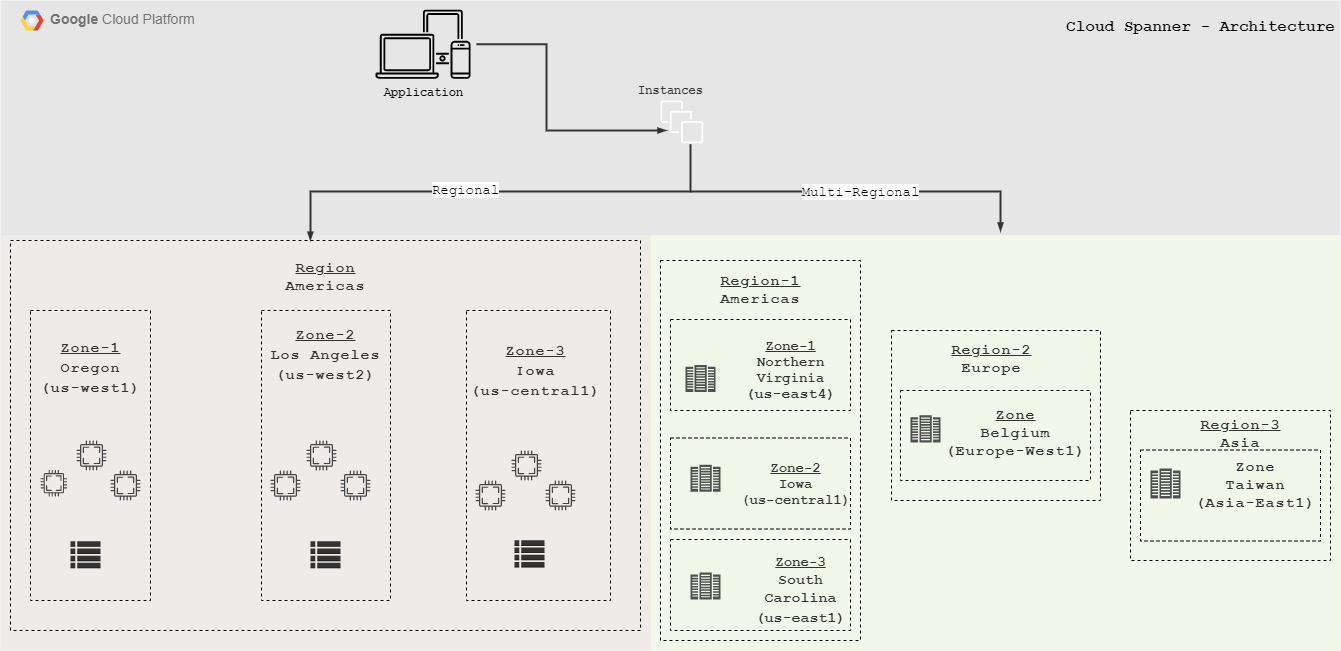 Google Cloud Platform
Cloud Spanner - Architecture
Application
Instances
Regional
Multi-Regional
Region
Americas
Zone-1
Oregon
(us-west1)
Zone-2
Los Angeles
(us-west2)
Zone-3
Iowa
(us-central1)
Region-1
Americas
Zone-1
Northern
Virginia
(us-east4)
Zone-2
Iowa
(us-central1)
Zone-3
South
Carolina
(us-east1)
Region-2
Europe
Zone
Belgium
(Europe-West1)
Region-3
Asia
Zone
Taiwan
(Asia-East1)